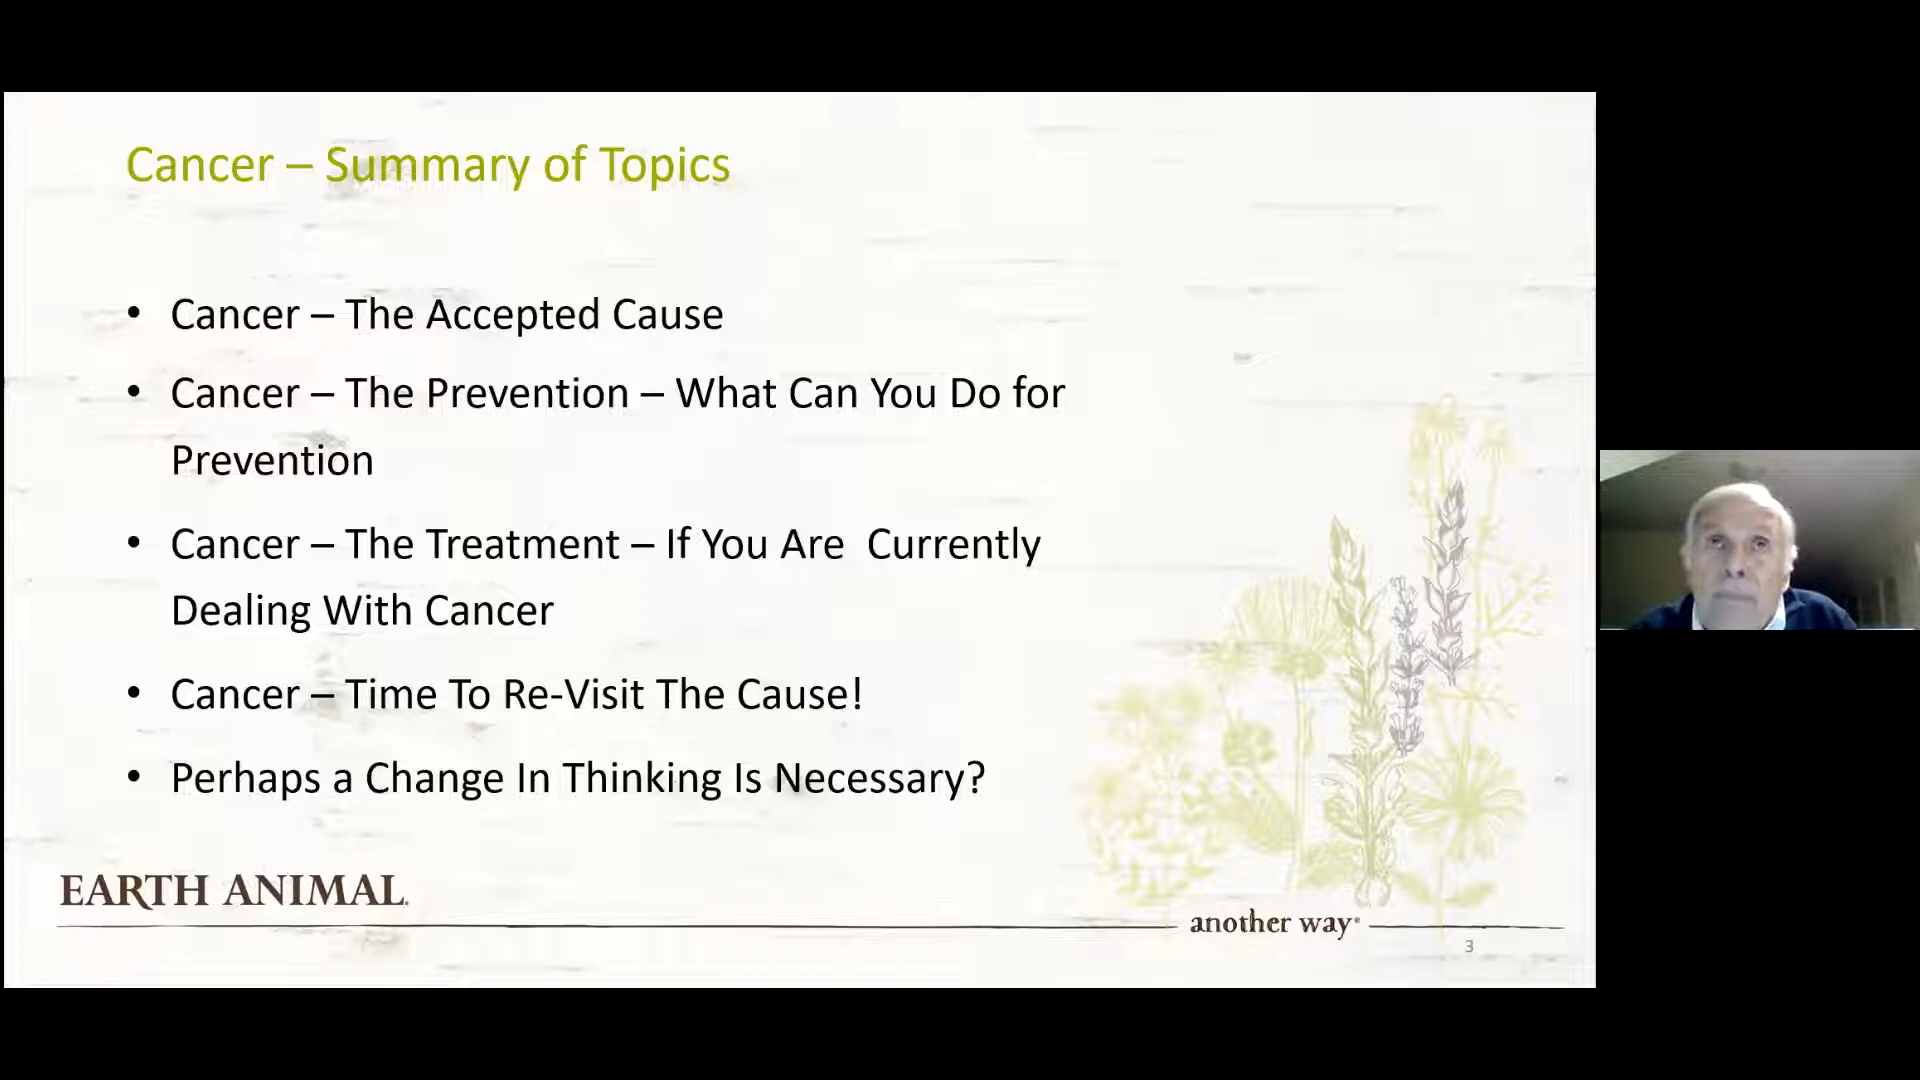 Cancer – Summary of Topics
• Cancer – The Accepted Cause
• Cancer – The Prevention – What Can You Do for
Prevention
• Cancer – The Treatment – If You Are  Currently
Dealing With Cancer
• Cancer – Time To Re-Visit The Cause!
• Perhaps a Change In Thinking Is Necessary?
EARTH ANIMAL®
another way®
3